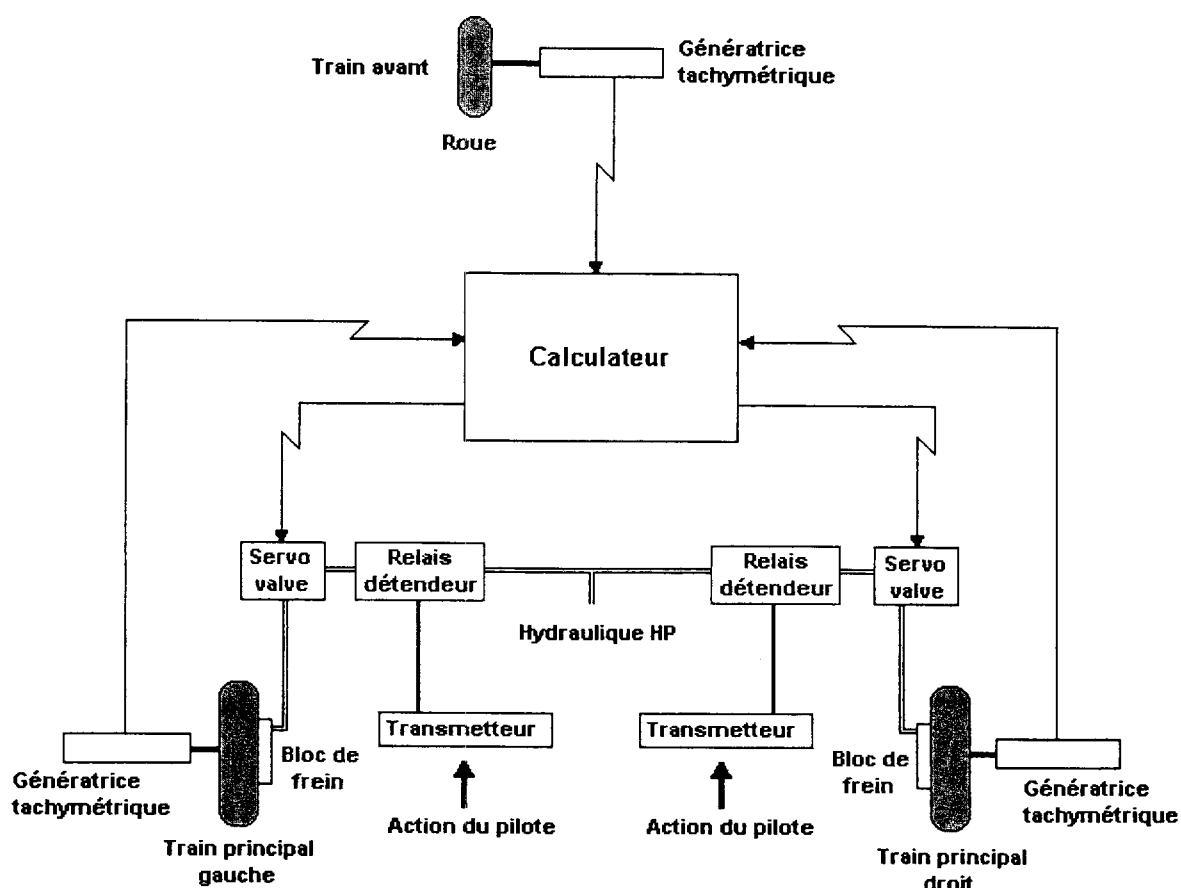 Train avant
Génératrice
tachymétrique
Roue
Calculateur
Servo
valve
Relais
détendeur
Relais
détendeur
Servo
valve
Hydraulique HP
Transmetteur
Transmetteur
Bloc de
frein
Bloc de
frein
Génératrice
tachymétrique
Génératrice
tachymétrique
Action du pilote
Action du pilote
Train principal
gauche
Train principal
droit